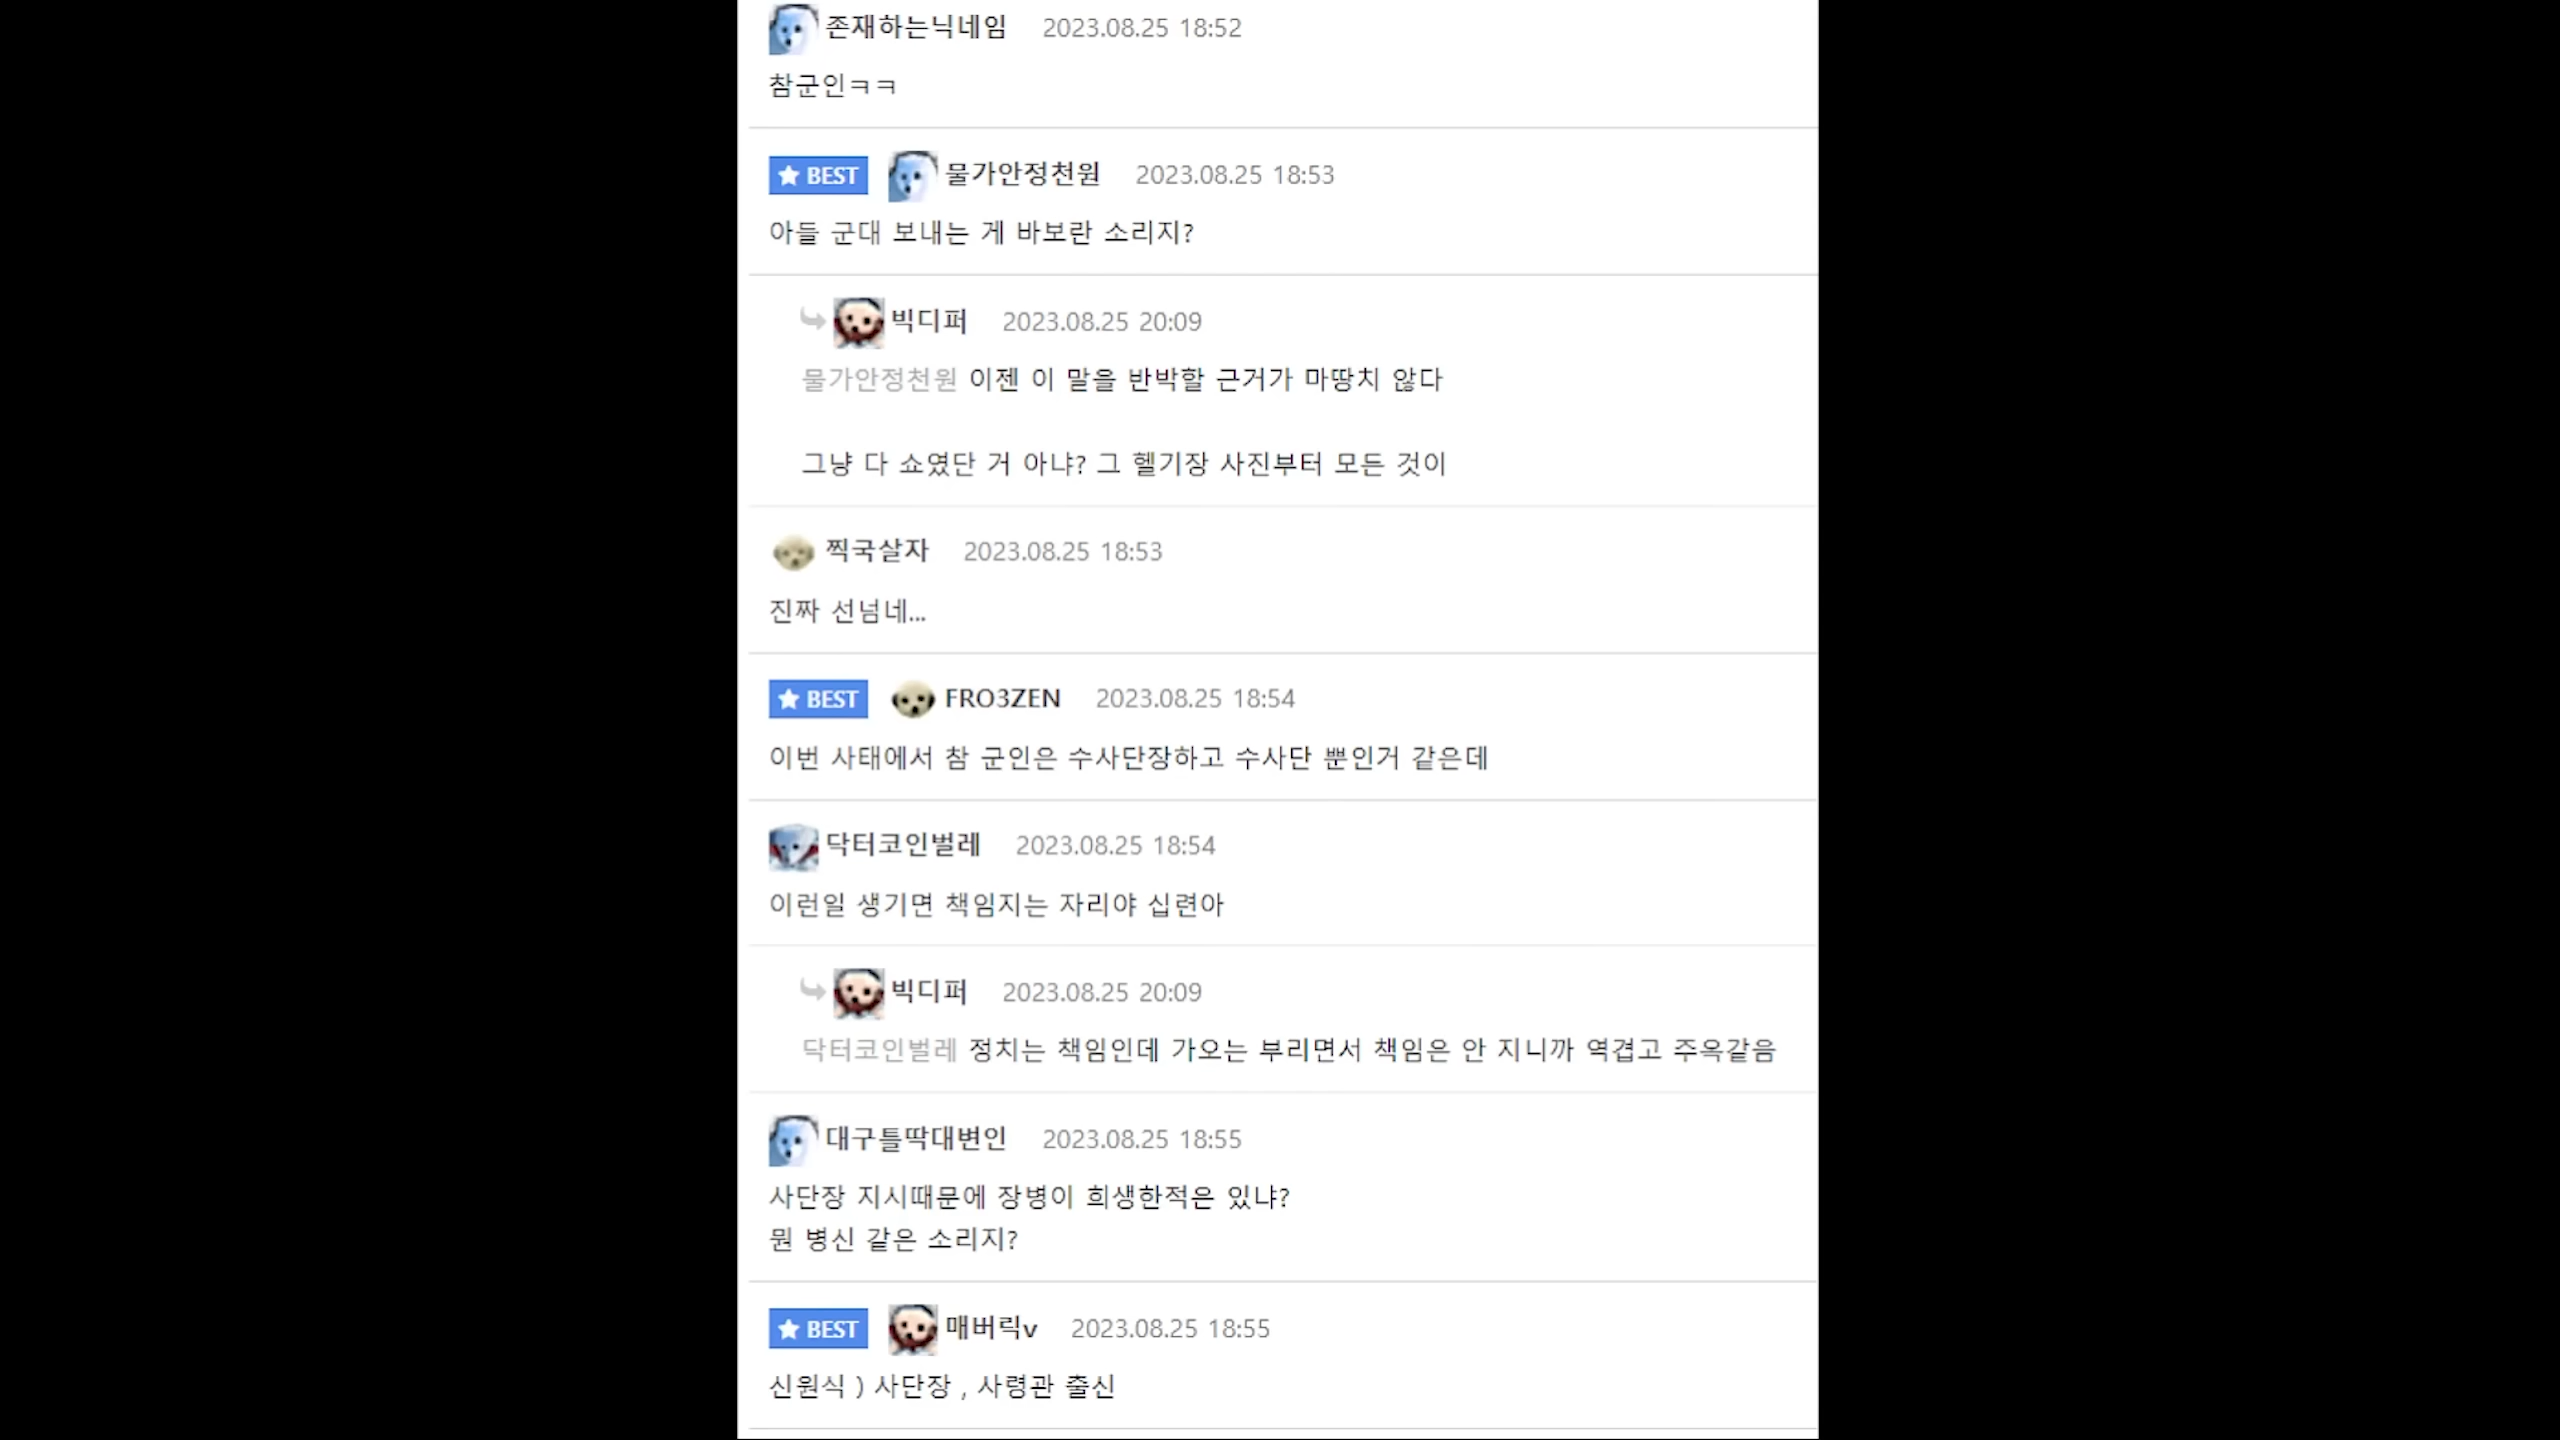 존재하는닉네임 2023.08.25 18:52
참군인ㅋㅋ
BEST 물가안정천원 2023.08.25 18:53
아들 군대 보내는 게 바보란 소리지?
빅디퍼 2023.08.25 20:09
물가안정천원 이젠 이 말을 반박할 근거가 마땅치 않다
그냥 다 쇼였단 거 아냐? 그 헬기장 사진부터 모든 것이
찍국살자 2023.08.25 18:53
진짜 선넘네...
BEST FRO3ZEN 2023.08.25 18:54
이번 사태에서 참 군인은 수사단장하고 수사단 뿐인거 같은데
닥터코인벌레 2023.08.25 18:54
이런일 생기면 책임지는 자리야 십련아
빅디퍼 2023.08.25 20:09
닥터코인벌레 정치는 책임인데 가오는 부리면서 책임은 안 지니까 역겹고 주옥같음
대구틀딱대변인 2023.08.25 18:55
사단장 지시때문에 장병이 희생한적은 있냐?
뭔 병신 같은 소리지?
BEST 매버릭v 2023.08.25 18:55
신원식 ) 사단장 , 사령관 출신